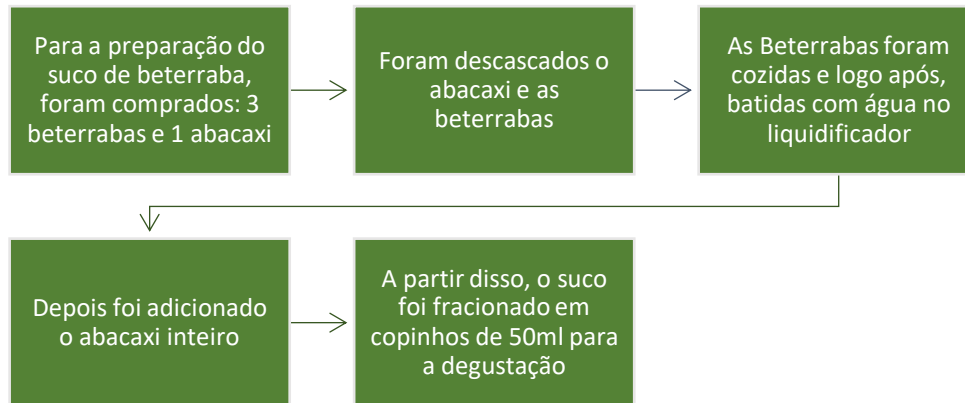 Para a preparação do
suco de beterraba,
foram comprados: 3
beterrabas e 1 abacaxi
Foram descascados o
abacaxi e as
beterrabas
As Beterrabas foram
cozidas e logo após,
batidas com água no
liquidificador
Depois foi adicionado
o abacaxi inteiro
A partir disso, o suco
foi fracionado em
copinhos de 50ml para
a degustação